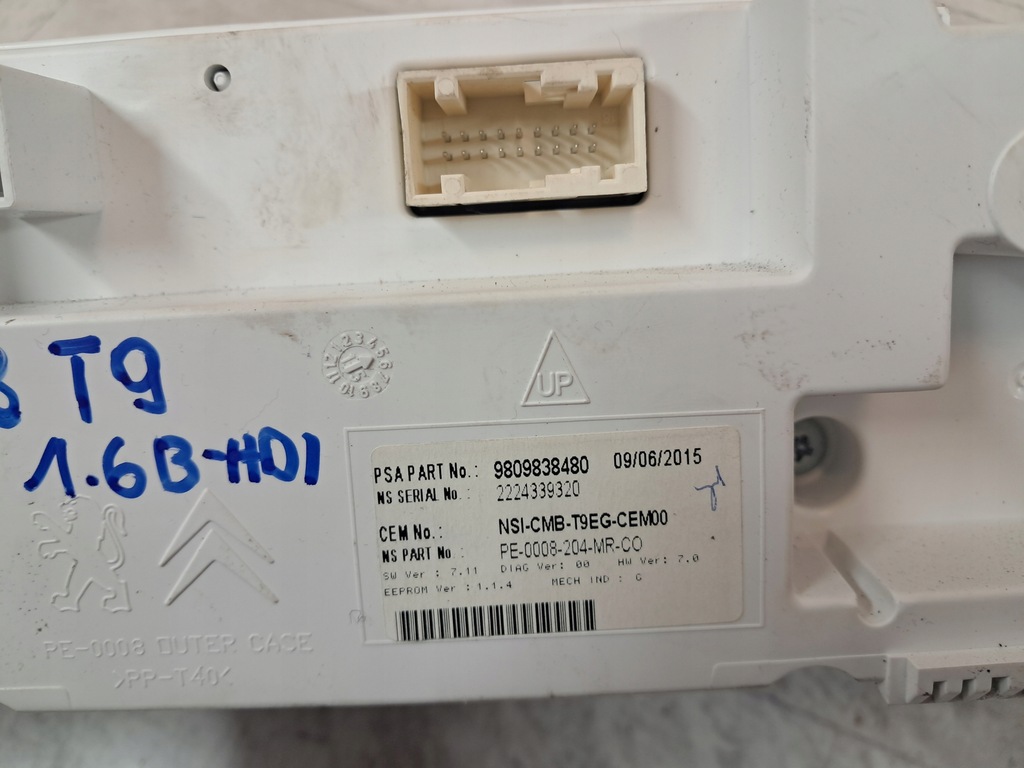 8 T9
1.6B-HDI
UP
PSA PART No.: 9809838480 09/06/2015
NS SERIAL No.: 2224339320
CEM No.: NSI-CMB-T9EG-CEM00
NS PART No.: PE-0008-204-MR-CO
SW Ver : 7.11 DIAG Ver: 00 HW Ver: 7.0
EEPROM Ver : 1.1.4 MECH IND : G
PE-0008 OUTER CASE
>PP-T40<